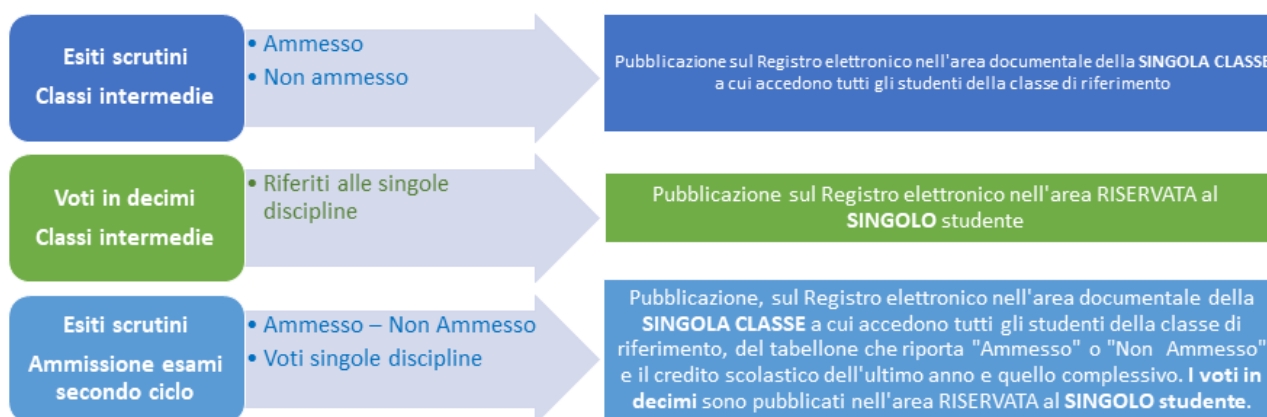 Esiti scrutini
Classi intermedie
• Ammesso
• Non ammesso
Pubblicazione sul Registro elettronico nell'area documentale della SINGOLA CLASSE
a cui accedono tutti gli studenti della classe di riferimento
Voti in decimi
Classi intermedie
• Riferiti alle singole
discipline
Pubblicazione sul Registro elettronico nell'area RISERVATA al
SINGOLO studente
Esiti scrutini
Ammissione esami
secondo ciclo
• Ammesso – Non Ammesso
• Voti singole discipline
Pubblicazione, sul Registro elettronico nell'area documentale della
SINGOLA CLASSE a cui accedono tutti gli studenti della classe di
riferimento, del tabellone che riporta "Ammesso" o "Non Ammesso"
e il credito scolastico dell'ultimo anno e quello complessivo. I voti in
decimi sono pubblicati nell'area RISERVATA al SINGOLO studente.